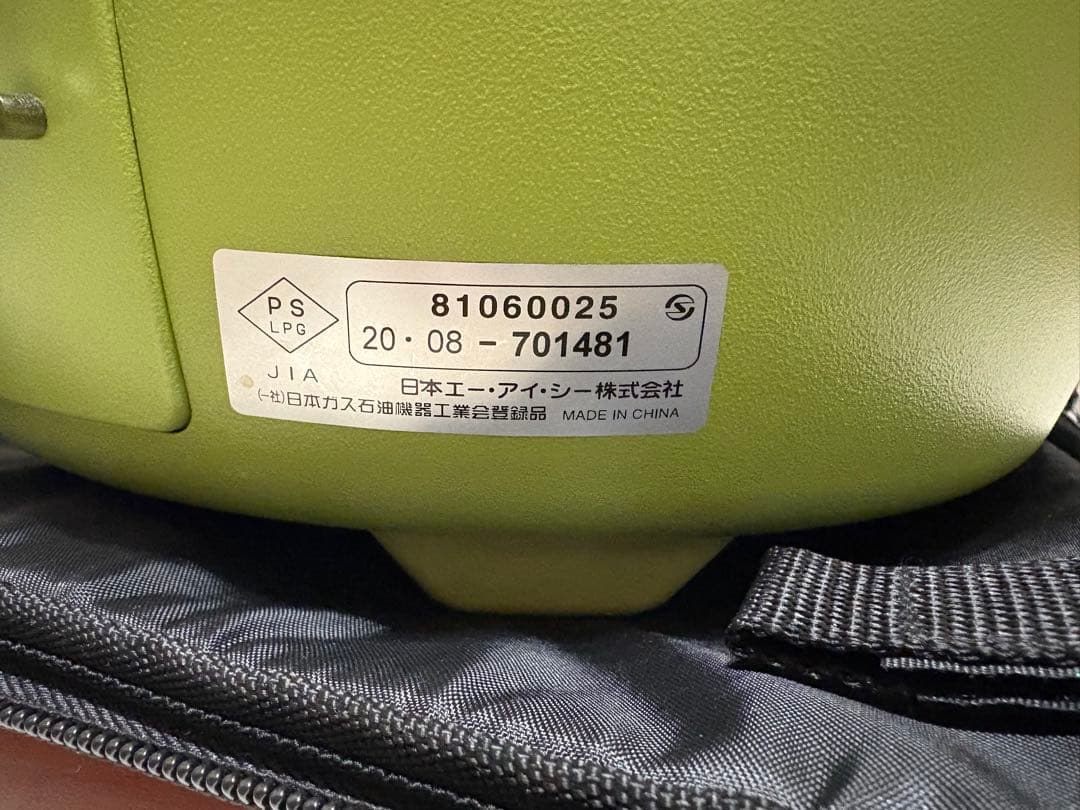 PS
LPG
JIA
81060025
20・08 - 701481
日本エー・アイ・シー株式会社
(一社)日本ガス石油機器工業会登録品 MADE IN CHINA